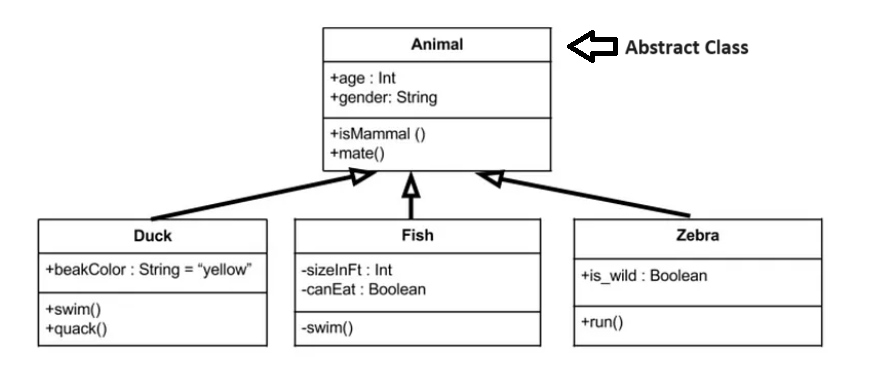 Animal
Abstract Class
+age : Int
+gender: String
+isMammal ()
+mate()
Duck
+beakColor : String = “yellow”
+swim()
+quack()
Fish
-sizeInFt : Int
-canEat : Boolean
-swim()
Zebra
+is_wild : Boolean
+run()